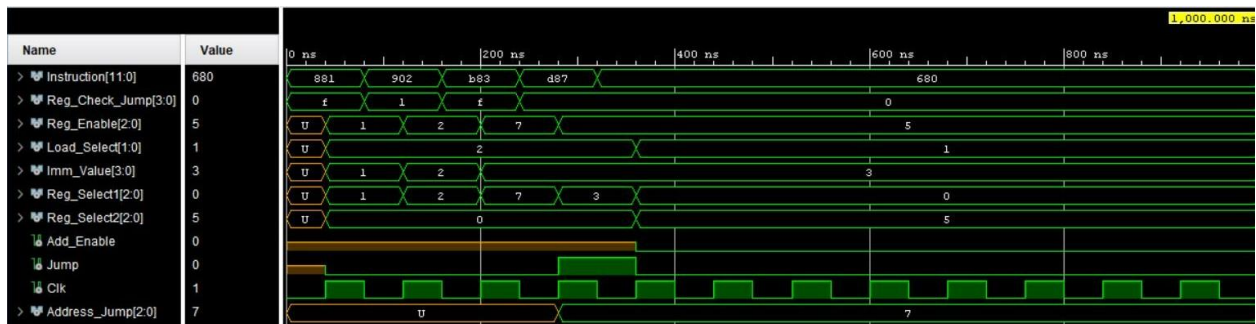 1,000.000 ns
Name Value
0 ns 200 ns 400 ns 600 ns 800 ns
Instruction[11:0] 680 881 902 b83 d87 680
Reg_Check_Jump[3:0] 0 f 1 f 0
Reg_Enable[2:0] 5 U 1 2 7 5
Load_Select[1:0] 1 U 2 1
Imm_Value[3:0] 3 U 1 2 3
Reg_Select1[2:0] 0 U 1 2 7 3 0
Reg_Select2[2:0] 5 U 0 5
Add_Enable 0
Jump 0
Clk 1
Address_Jump[2:0] 7 U 7